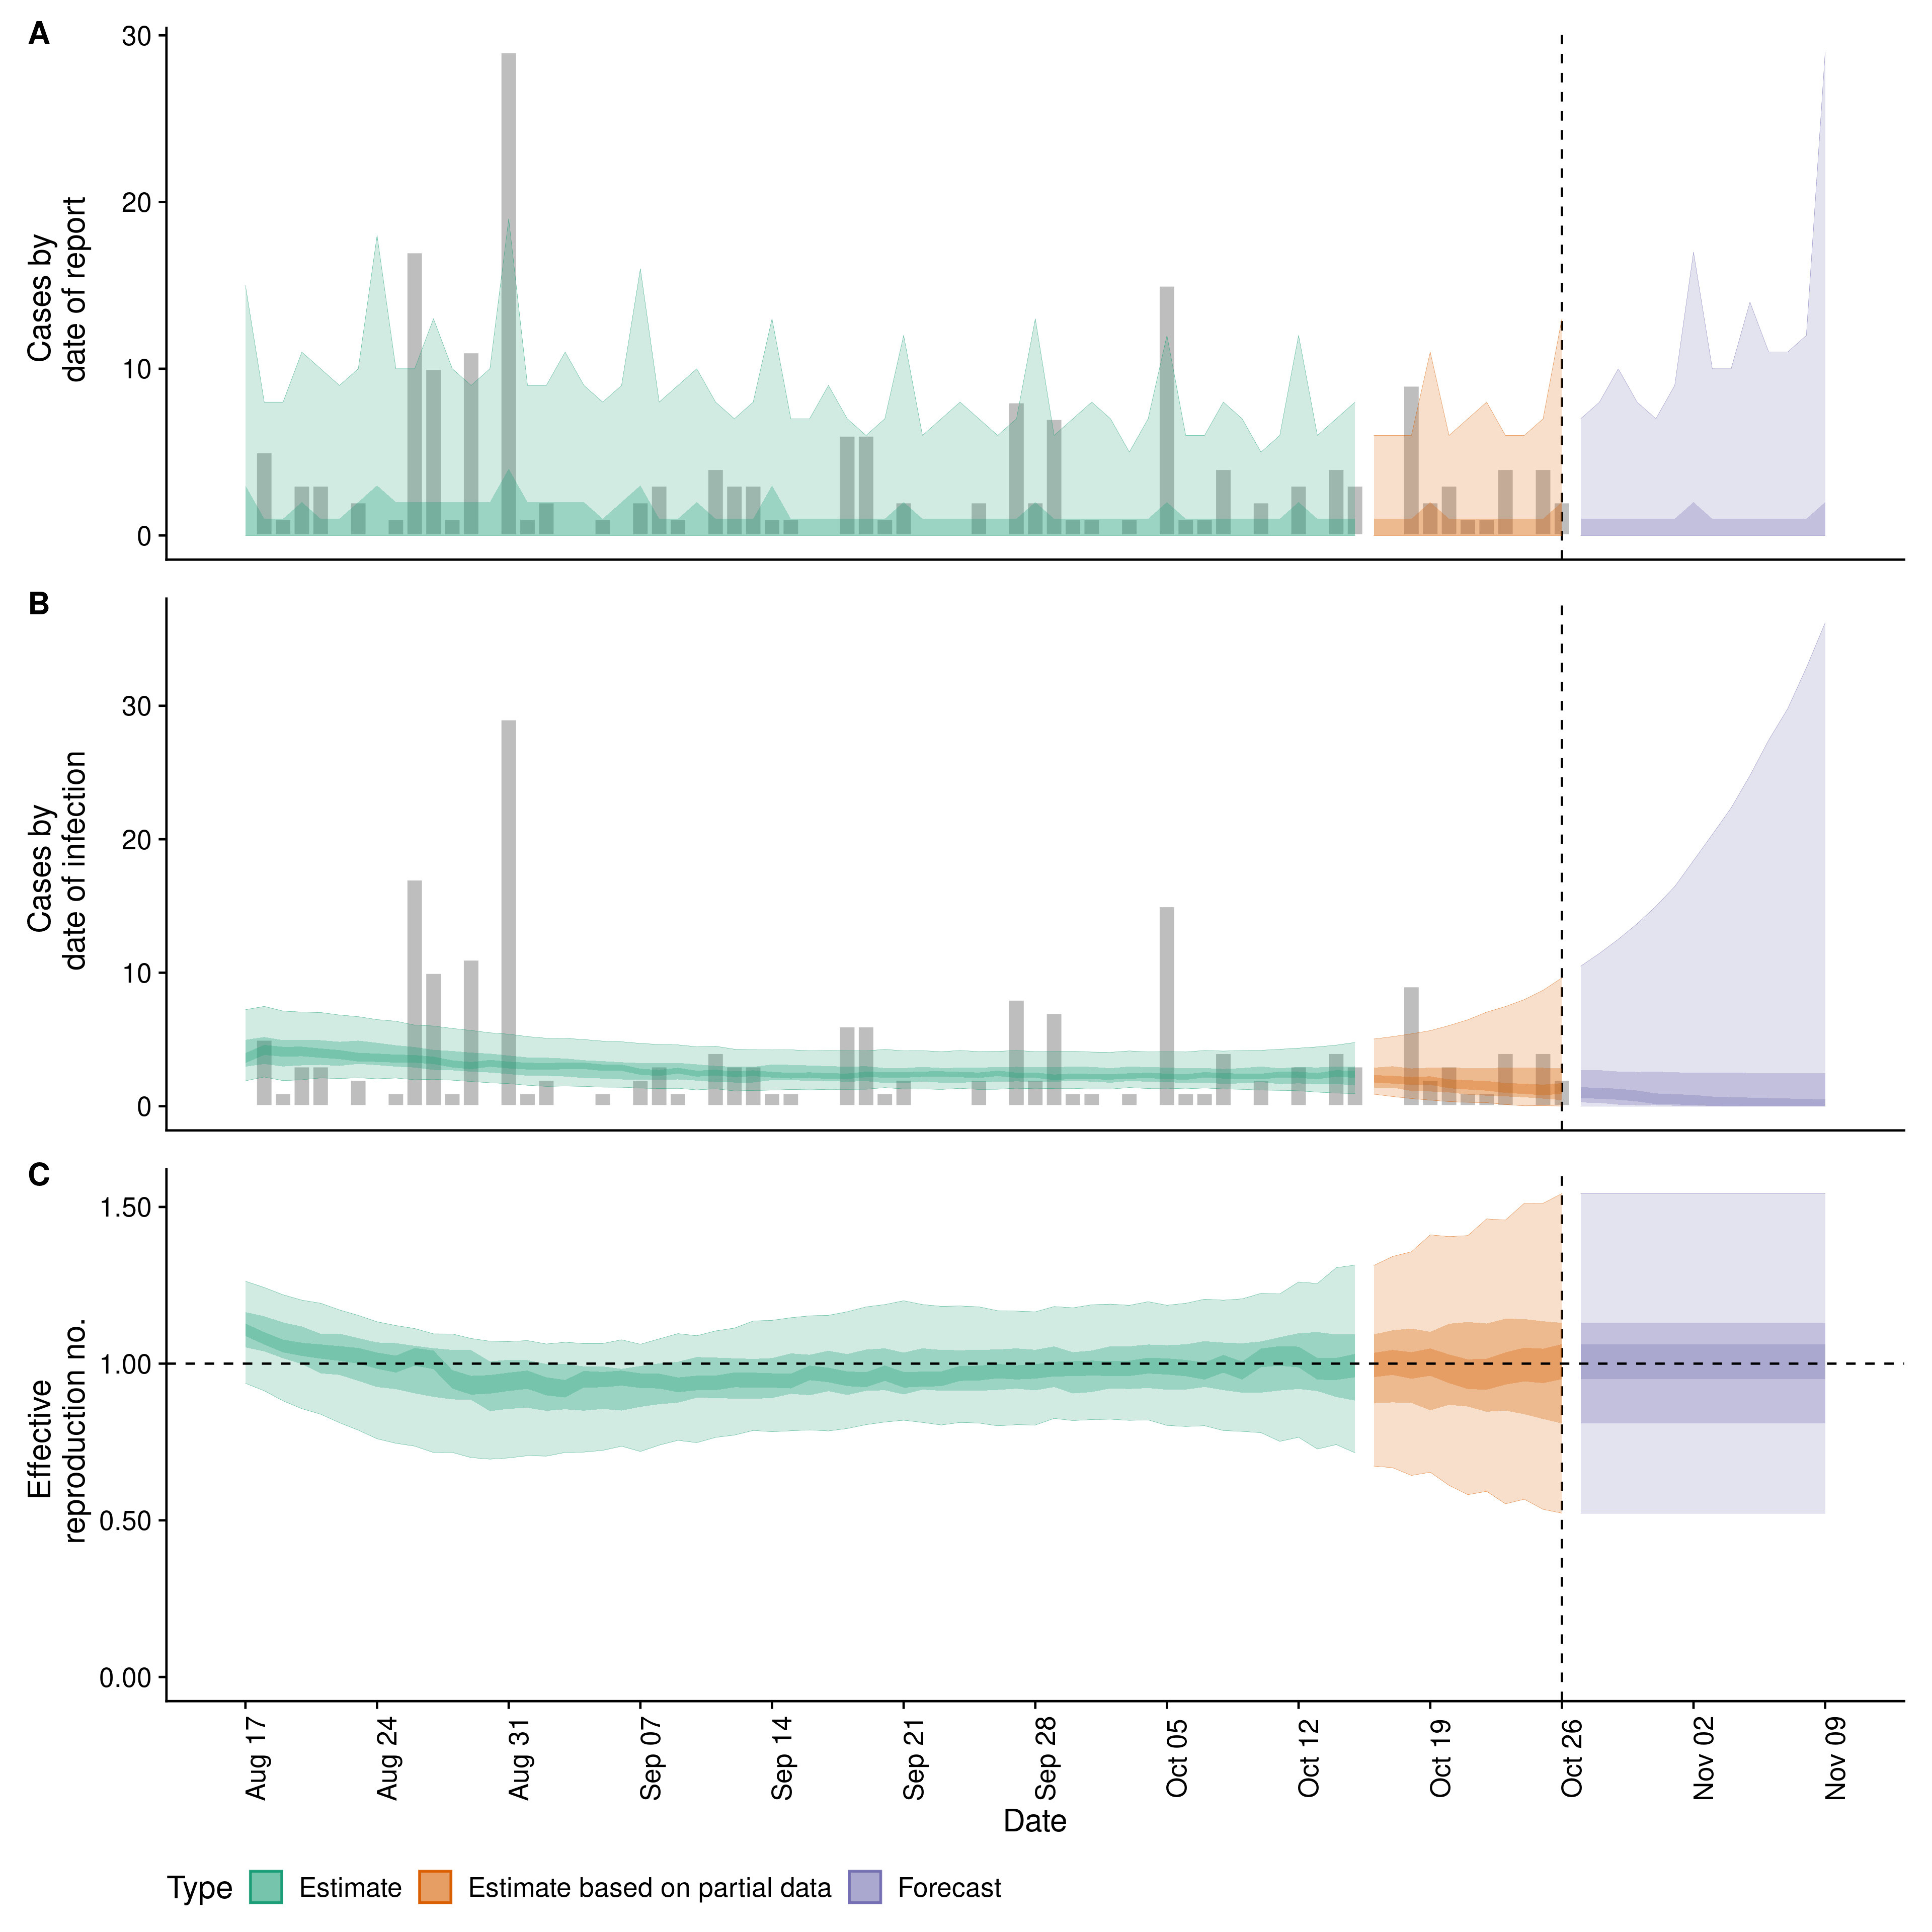 A
Cases by
date of report
30
20
10
0
B
Cases by
date of infection
30
20
10
0
C
Effective
reproduction no.
1.50
1.00
0.50
0.00
Aug 17
Aug 24
Aug 31
Sep 07
Sep 14
Sep 21
Sep 28
Oct 05
Oct 12
Oct 19
Oct 26
Nov 02
Nov 09
Date
Type Estimate Estimate based on partial data Forecast